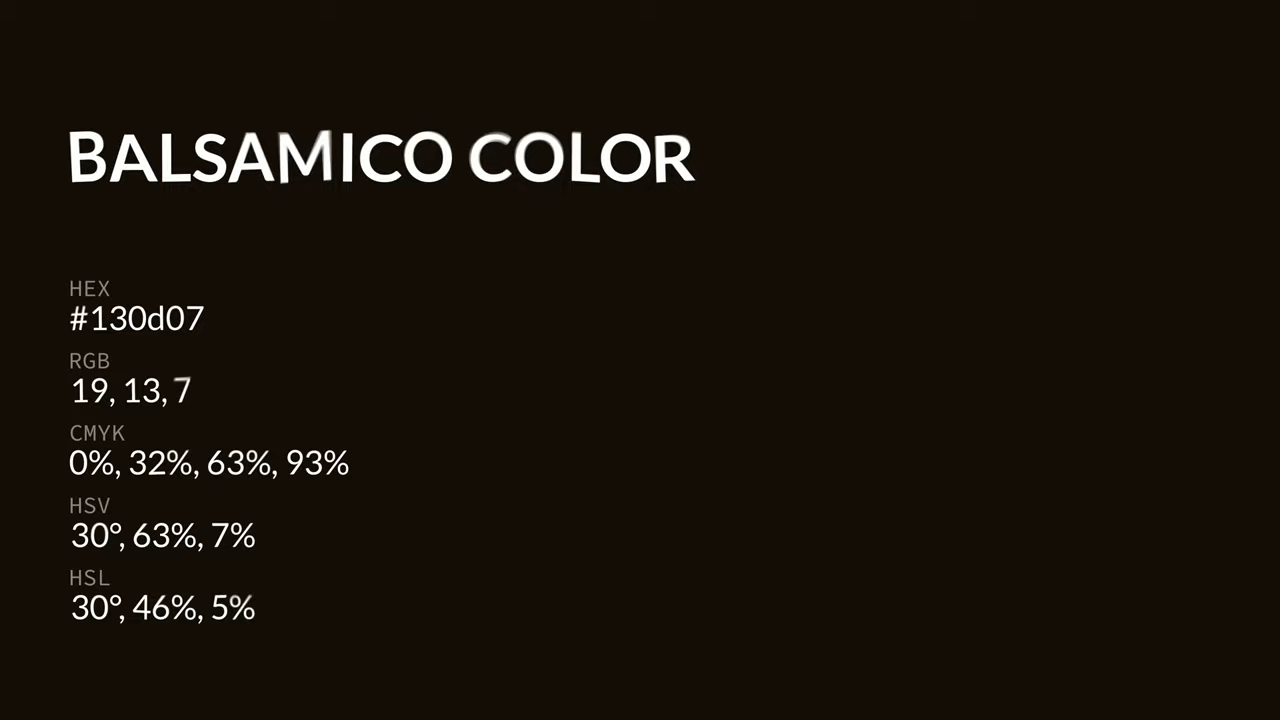 BALSAMICO COLOR
HEX
#130d07
RGB
19, 13, 7
CMYK
0%, 32%, 63%, 93%
HSV
30°, 63%, 7%
HSL
30°, 46%, 5%